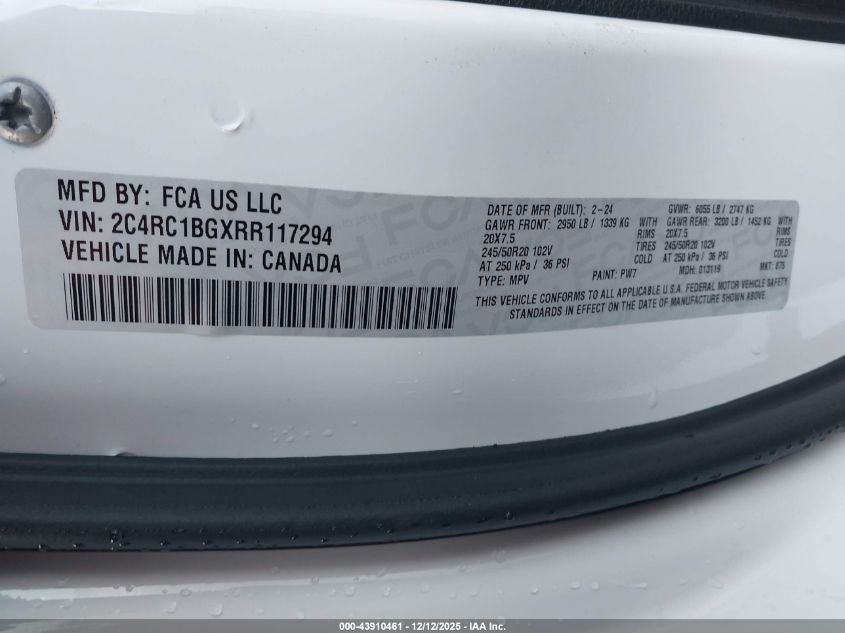 MFD BY: FCA US LLC
VIN: 2C4RC1BGXRR117294
VEHICLE MADE IN: CANADA
DATE OF MFR (BUILT): 2-24 GVWR: 6055 LB / 2747 KG
GAWR FRONT: 2950 LB / 1339 KG WITH GAWR REAR: 3200 LB / 1452 KG WITH
20X7.5 RIMS 20X7.5 RIMS
245/50R20 102V TIRES 245/50R20 102V TIRES
AT 250 kPa / 36 PSI COLD AT 250 kPa / 36 PSI COLD
TYPE: MPV PAINT: PW7 MDH: 013119 MKT: 675
THIS VEHICLE CONFORMS TO ALL APPLICABLE U.S.A. FEDERAL MOTOR VEHICLE SAFETY
STANDARDS IN EFFECT ON THE DATE OF MANUFACTURE SHOWN ABOVE.
000-43910461 - 12/12/2025 - IAA Inc.